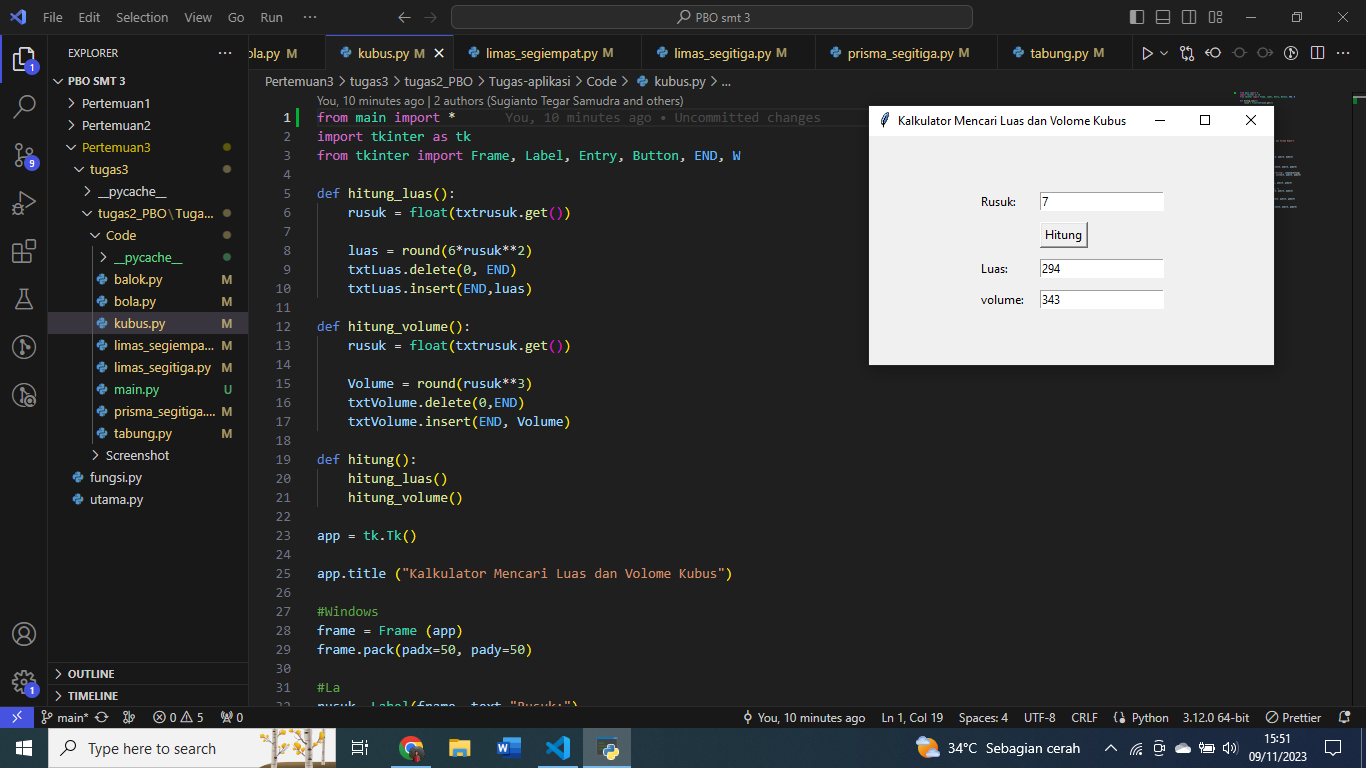 File Edit Selection View Go Run ··· PBO smt 3
EXPLORER
PBO SMT 3
Pertemuan1
Pertemuan2
Pertemuan3
tugas3
__pycache__
tugas2_PBO\Tuga...
Code
__pycache__
balok.py M
bola.py M
kubus.py M
limas_segiempa... M
limas_segitiga.py M
main.py U
prisma_segitiga.... M
tabung.py M
Screenshot
fungsi.py
utama.py
OUTLINE
TIMELINE
ola.py M kubus.py M limas_segiempat.py M limas_segitiga.py M prisma_segitiga.py M tabung.py M
Pertemuan3 > tugas3 > tugas2_PBO > Tugas-aplikasi > Code > kubus.py > ...
You, 10 minutes ago | 2 authors (Sugianto Tegar Samudra and others)
1 from main import * You, 10 minutes ago • Uncommitted changes
2 import tkinter as tk
3 from tkinter import Frame, Label, Entry, Button, END, W
4
5 def hitung_luas():
6 rusuk = float(txtrusuk.get())
7
8 luas = round(6*rusuk**2)
9 txtLuas.delete(0, END)
10 txtLuas.insert(END,luas)
11
12 def hitung_volume():
13 rusuk = float(txtrusuk.get())
14
15 Volume = round(rusuk**3)
16 txtVolume.delete(0,END)
17 txtVolume.insert(END, Volume)
18
19 def hitung():
20 hitung_luas()
21 hitung_volume()
22
23 app = tk.Tk()
24
25 app.title ("Kalkulator Mencari Luas dan Volome Kubus")
26
27 #Windows
28 frame = Frame (app)
29 frame.pack(padx=50, pady=50)
30
31 #La
Kalkulator Mencari Luas dan Volome Kubus
Rusuk: 7
Hitung
Luas: 294
volume: 343
1
9
1
main* 0 5 0 You, 10 minutes ago Ln 1, Col 19 Spaces: 4 UTF-8 CRLF Python 3.12.0 64-bit Prettier
Type here to search 34°C Sebagian cerah 15:51
09/11/2023